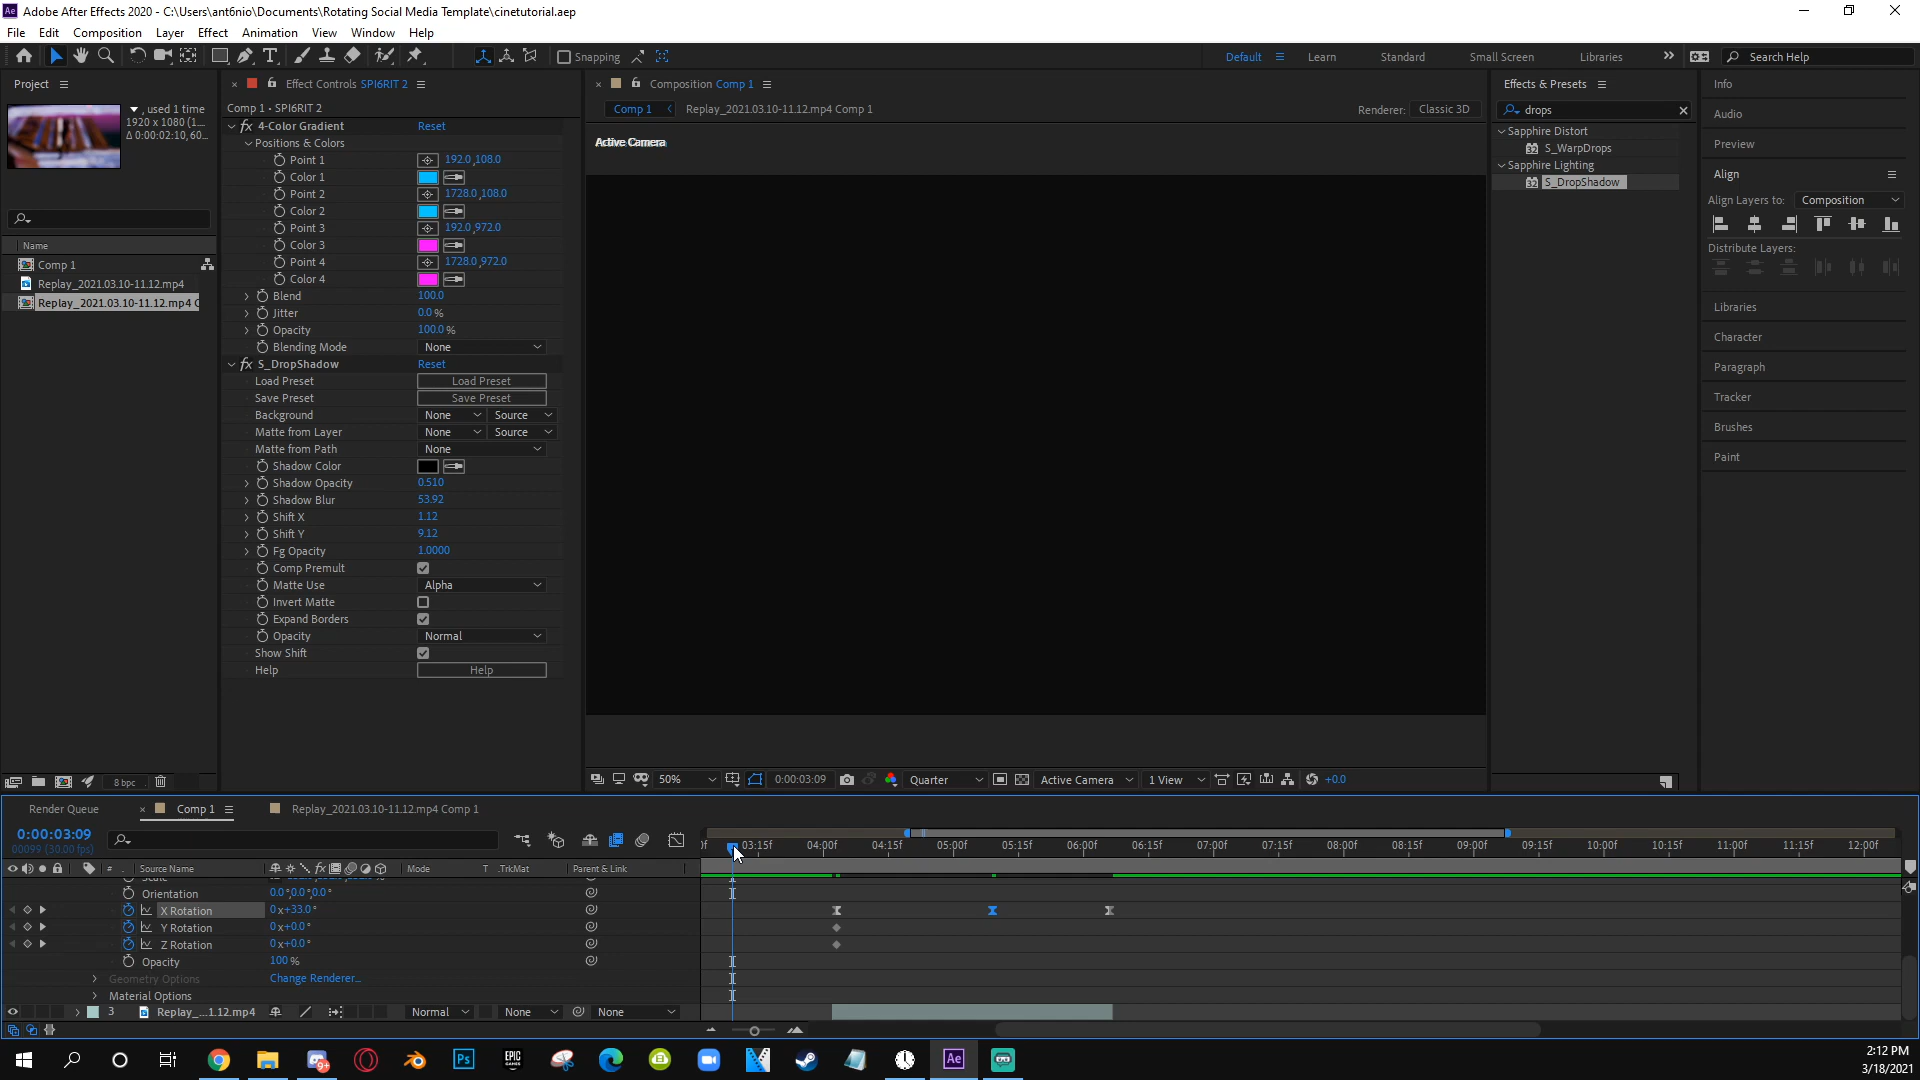 Ae Adobe After Effects 2020 - C:\Users\ant6nio\Documents\Rotating Social Media Template\cinetutorial.aep
File Edit Composition Layer Effect Animation View Window Help
Snapping
Default Learn Standard Small Screen Libraries Search Help
Project
, used 1 time
1920 x 1080 (1....
Δ 0:00:02:10, 60...
Name
Comp 1
Replay_2021.03.10-11.12.mp4
Replay_2021.03.10-11.12.mp4 C
8 bpc
Effect Controls SPI6RIT 2
Comp 1 • SPI6RIT 2
fx 4-Color Gradient Reset
Positions & Colors
Point 1 192.0,108.0
Color 1
Point 2 1728.0,108.0
Color 2
Point 3 192.0,972.0
Color 3
Point 4 1728.0,972.0
Color 4
Blend 100.0
Jitter 0.0 %
Opacity 100.0 %
Blending Mode None
fx S_DropShadow Reset
Load Preset Load Preset
Save Preset Save Preset
Background None Source
Matte from Layer None Source
Matte from Path None
Shadow Color
Shadow Opacity 0.510
Shadow Blur 53.92
Shift X 1.12
Shift Y 9.12
Fg Opacity 1.0000
Comp Premult
Matte Use Alpha
Invert Matte
Expand Borders
Opacity Normal
Show Shift
Help Help
Composition Comp 1
Comp 1 Replay_2021.03.10-11.12.mp4 Comp 1
Renderer: Classic 3D
Active Camera
50% 0:00:03:09 Quarter Active Camera 1 View +0.0
Effects & Presets
drops
Sapphire Distort
32 S_WarpDrops
Sapphire Lighting
32 S_DropShadow
Info
Audio
Preview
Align
Align Layers to: Composition
Distribute Layers:
Libraries
Character
Paragraph
Tracker
Brushes
Paint
Render Queue Comp 1 Replay_2021.03.10-11.12.mp4 Comp 1
0:00:03:09
00099 (30.00 fps)
0f 03:15f 04:00f 04:15f 05:00f 05:15f 06:00f 06:15f 07:00f 07:15f 08:00f 08:15f 09:00f 09:15f 10:00f 10:15f 11:00f 11:15f 12:00f
# . Source Name fx Mode T .TrkMat Parent & Link
Orientation 0.0°,0.0°,0.0°
X Rotation 0x+33.0°
Y Rotation 0x+0.0°
Z Rotation 0x+0.0°
Opacity 100 %
Geometry Options Change Renderer...
Material Options
3 Replay_...1.12.mp4 Normal None None
Ps EPIC GAMES Ae
9+
2:12 PM
3/18/2021